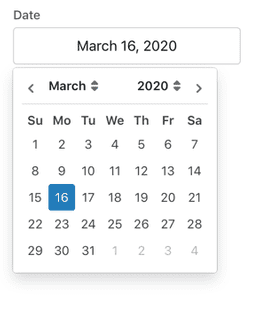 Date
March 16, 2020
March 2020
Su Mo Tu We Th Fr Sa
1 2 3 4 5 6 7
8 9 10 11 12 13 14
15 16 17 18 19 20 21
22 23 24 25 26 27 28
29 30 31 1 2 3 4